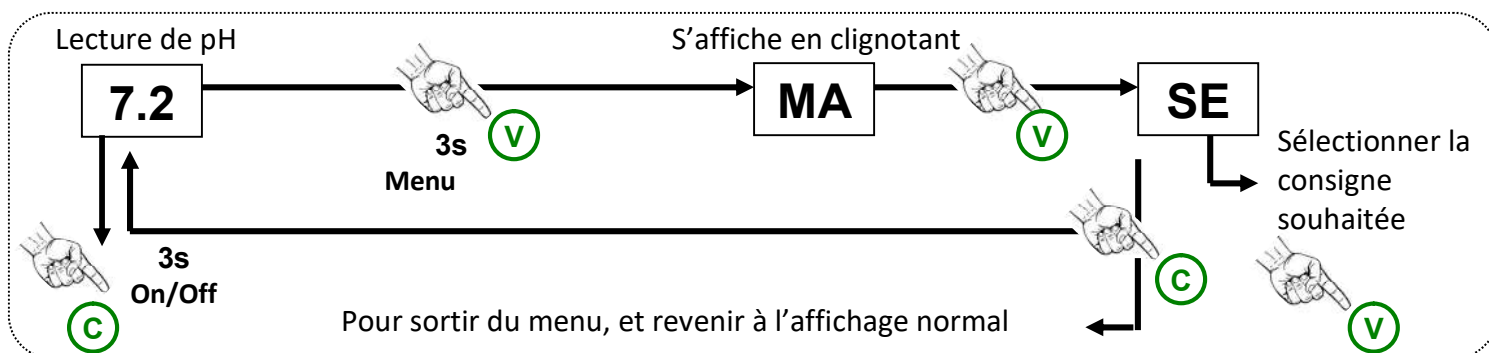 Lecture de pH
S’affiche en clignotant
7.2
MA
SE
V
V
3s
Menu
Sélectionner la
consigne
souhaitée
3s
On/Off
C
C
V
Pour sortir du menu, et revenir à l’affichage normal